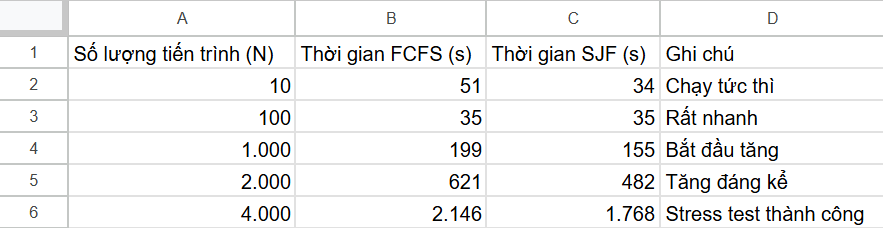 A B C D
1 Số lượng tiến trình (N) Thời gian FCFS (s) Thời gian SJF (s) Ghi chú
2 10 51 34 Chạy tức thì
3 100 35 35 Rất nhanh
4 1.000 199 155 Bắt đầu tăng
5 2.000 621 482 Tăng đáng kể
6 4.000 2.146 1.768 Stress test thành công